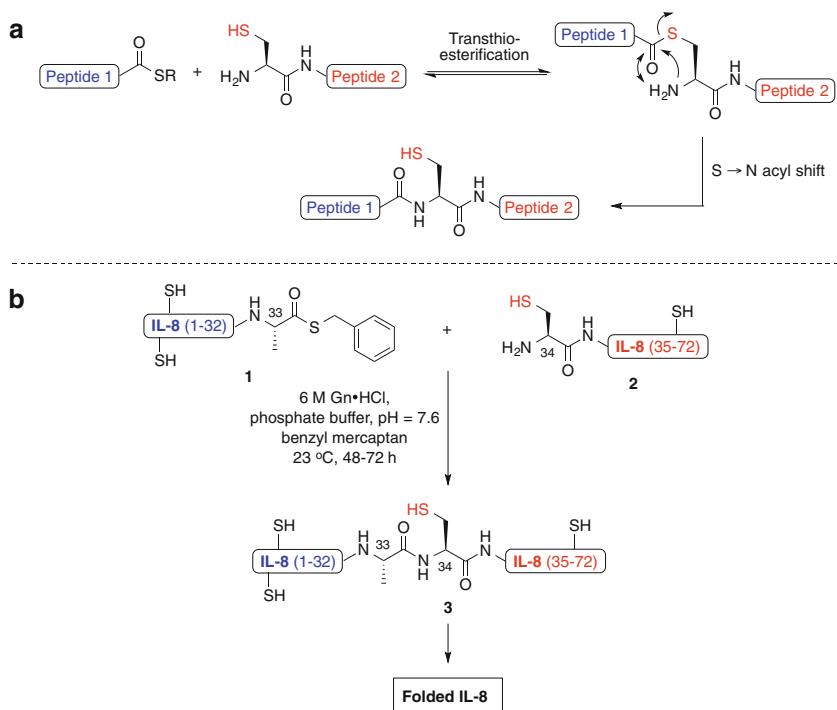 a
O
Peptide 1
SR
+
HS
H2N
O
H
N
Peptide 2
Transthio-
esterification
Peptide 1
O
S
H2N
O
H
N
Peptide 2
S → N acyl shift
HS
Peptide 1
O
N
H
O
H
N
Peptide 2
b
SH
IL-8 (1-32)
SH
H
N
33
O
S
1
+
HS
H2N
34
O
H
N
SH
IL-8 (35-72)
2
6 M Gn•HCl,
phosphate buffer, pH = 7.6
benzyl mercaptan
23 ºC, 48-72 h
SH
IL-8 (1-32)
SH
H
N
33
O
N
H
HS
34
O
H
N
SH
IL-8 (35-72)
3
Folded IL-8